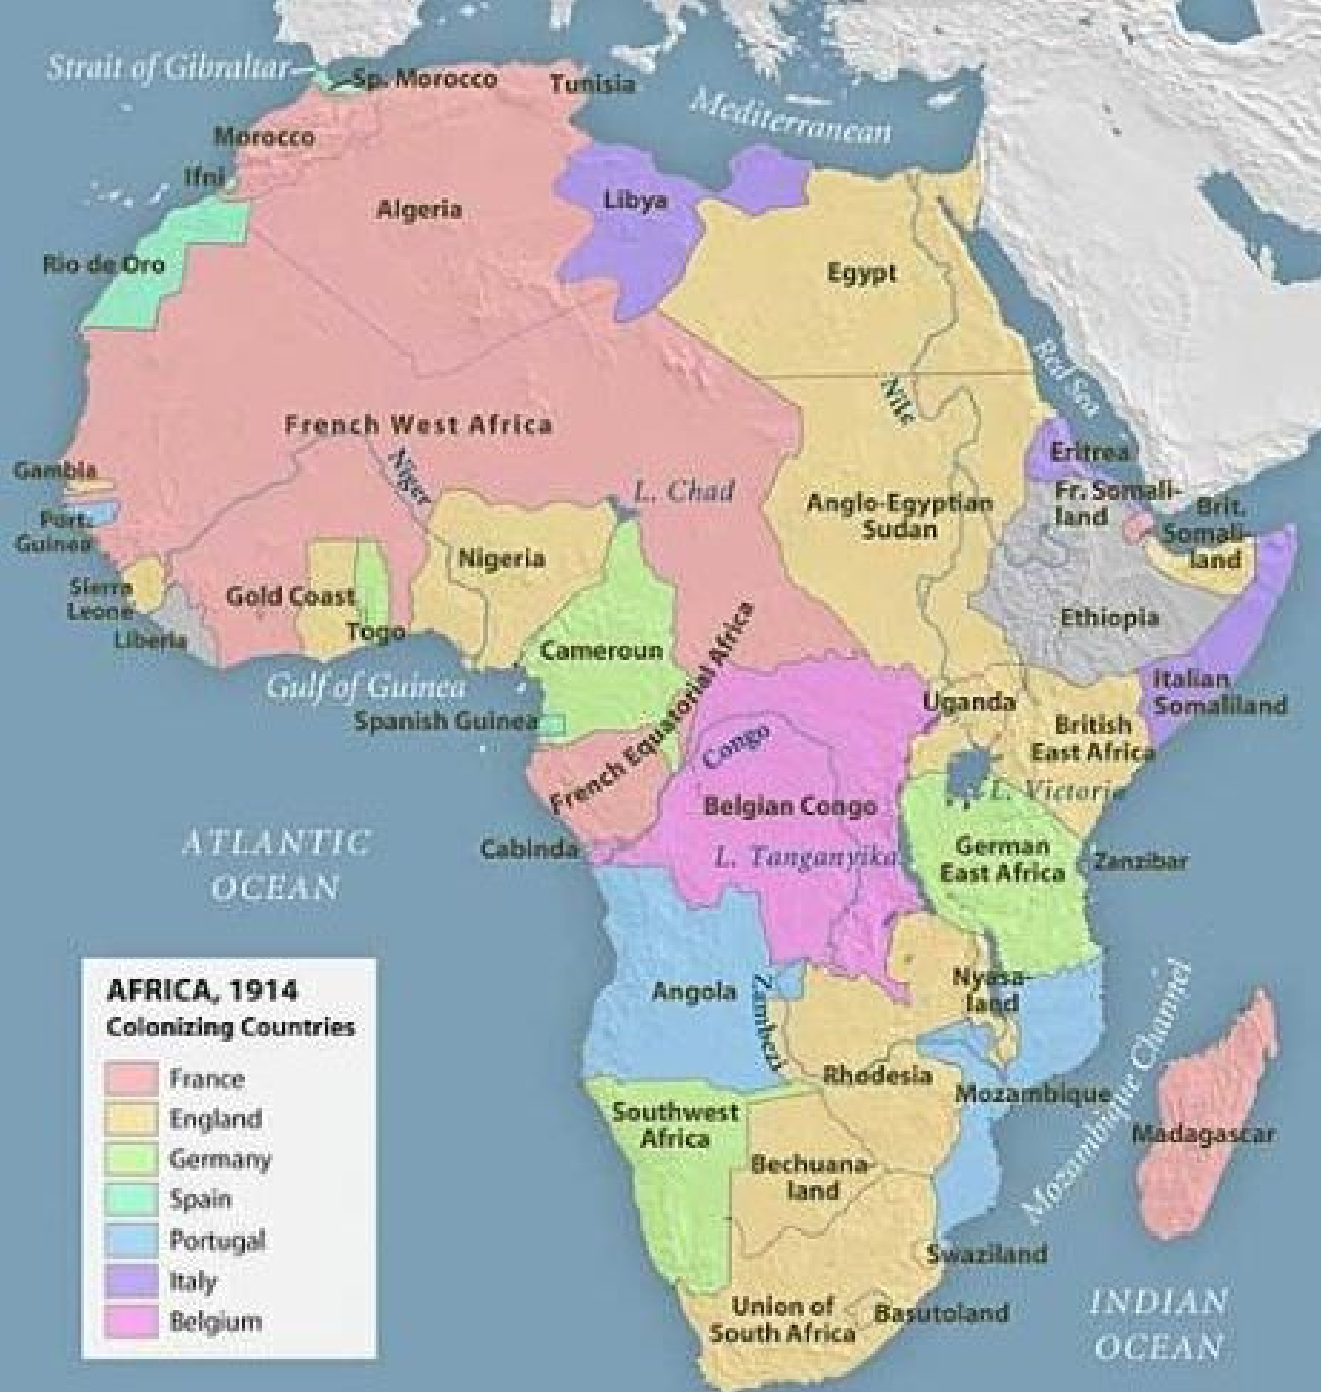 Strait of Gibraltar
Sp. Morocco
Tunisia
Mediterranean
Morocco
Ifni
Algeria
Libya
Rio de Oro
Egypt
Red Sea
Nile
French West Africa
Niger
Gambia
L. Chad
Eritrea
Fr. Somali-
land
Brit.
Somali-
land
Anglo-Egyptian
Sudan
Port.
Guinea
Nigeria
Sierra
Leone
Gold Coast
Togo
Liberia
Ethiopia
Cameroun
French Equatorial Africa
Gulf of Guinea
Spanish Guinea
Uganda
Italian
Somaliland
British
East Africa
Congo
L. Victoria
Belgian Congo
ATLANTIC
OCEAN
Cabinda
L. Tanganyika
German
East Africa
Zanzibar
Angola
Zambezi
Nyasa-
land
Mozambique Channel
Rhodesia
Mozambique
Southwest
Africa
Madagascar
Bechuana-
land
Swaziland
Union of
South Africa
Basutoland
INDIAN
OCEAN
AFRICA, 1914
Colonizing Countries
France
England
Germany
Spain
Portugal
Italy
Belgium